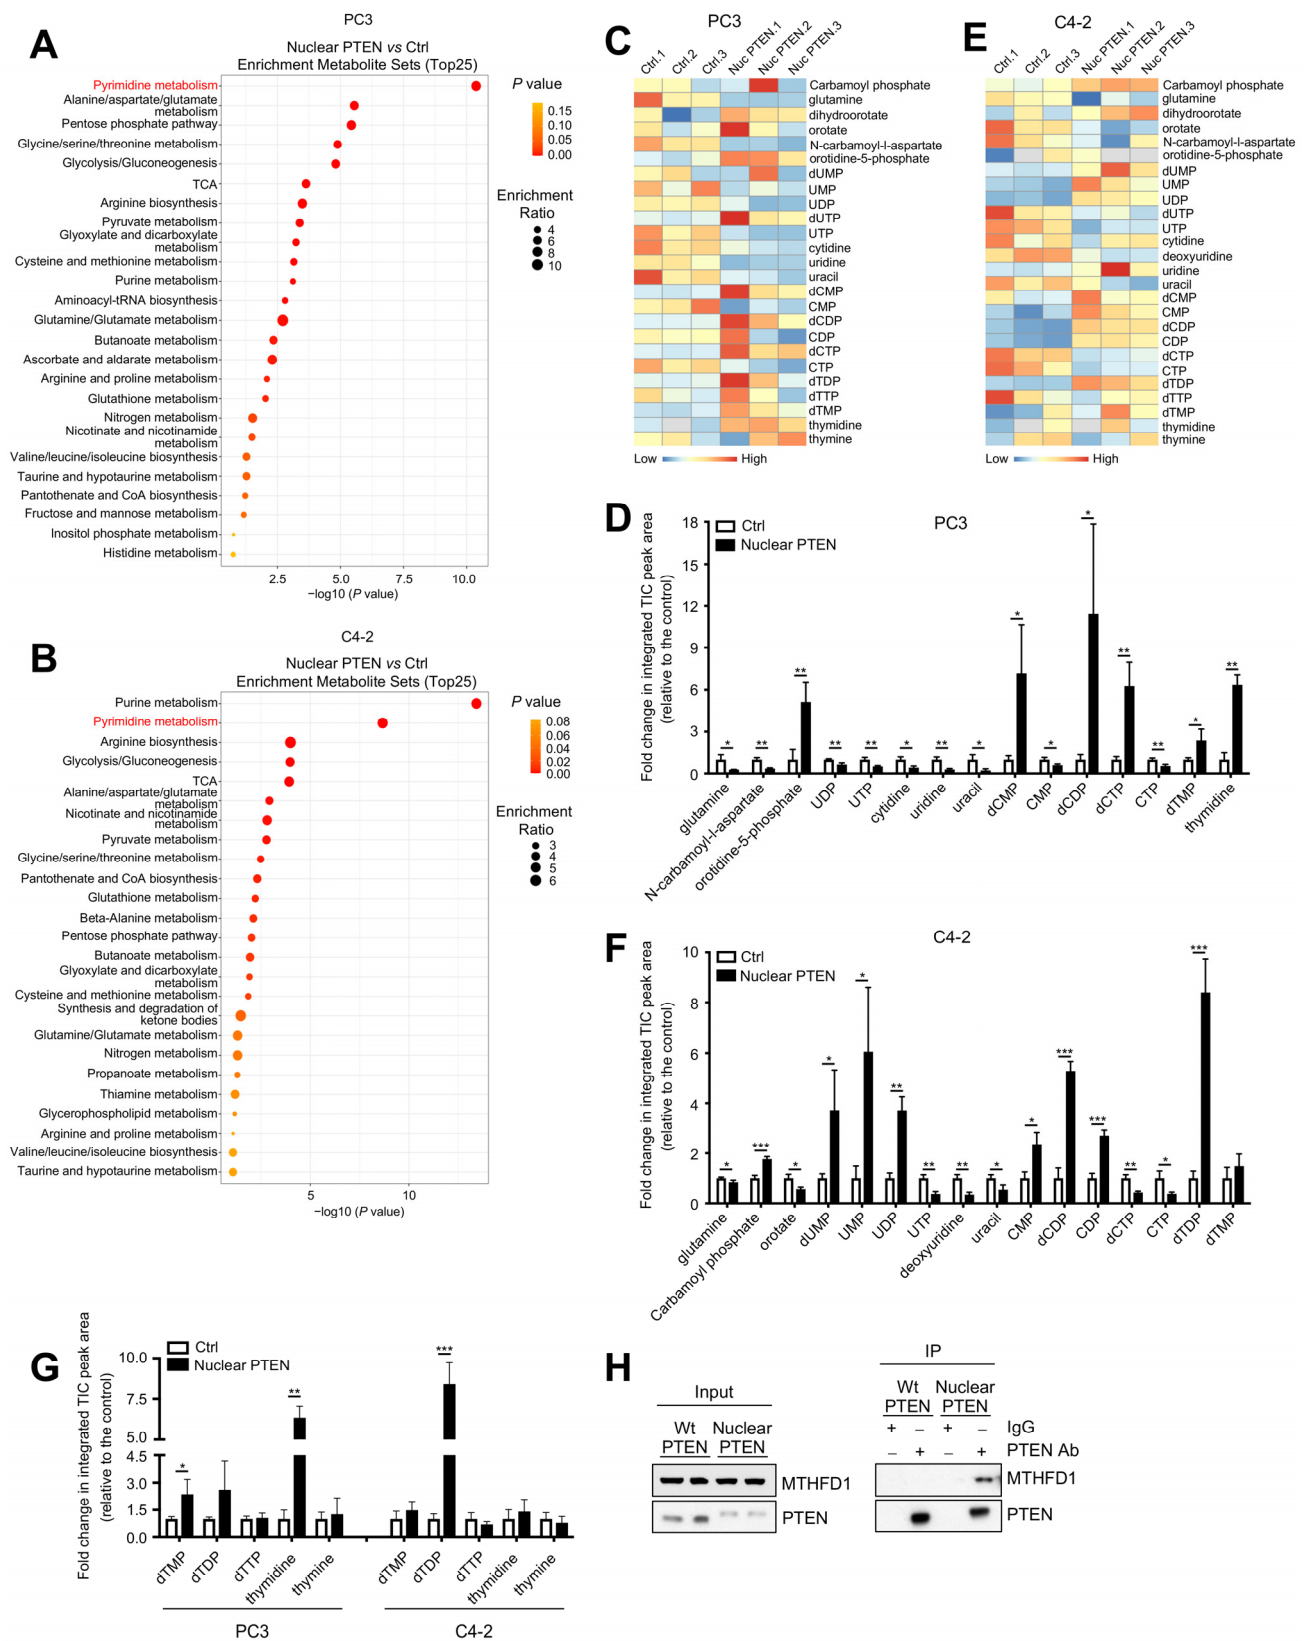 A
PC3
Nuclear PTEN vs Ctrl
Enrichment Metabolite Sets (Top25)
Pyrimidine metabolism
Alanine/aspartate/glutamate
metabolism
Pentose phosphate pathway
Glycine/serine/threonine metabolism
Glycolysis/Gluconeogenesis
TCA
Arginine biosynthesis
Pyruvate metabolism
Glyoxylate and dicarboxylate
metabolism
Cysteine and methionine metabolism
Purine metabolism
Aminoacyl-tRNA biosynthesis
Glutamine/Glutamate metabolism
Butanoate metabolism
Ascorbate and aldarate metabolism
Arginine and proline metabolism
Glutathione metabolism
Nitrogen metabolism
Nicotinate and nicotinamide
metabolism
Valine/leucine/isoleucine biosynthesis
Taurine and hypotaurine metabolism
Pantothenate and CoA biosynthesis
Fructose and mannose metabolism
Inositol phosphate metabolism
Histidine metabolism
2.5 5.0 7.5 10.0
−log10 (P value)
P value
0.15
0.10
0.05
0.00
Enrichment
Ratio
4
6
8
10
B
C4-2
Nuclear PTEN vs Ctrl
Enrichment Metabolite Sets (Top25)
Purine metabolism
Pyrimidine metabolism
Arginine biosynthesis
Glycolysis/Gluconeogenesis
TCA
Alanine/aspartate/glutamate
metabolism
Nicotinate and nicotinamide
metabolism
Pyruvate metabolism
Glycine/serine/threonine metabolism
Pantothenate and CoA biosynthesis
Glutathione metabolism
Beta-Alanine metabolism
Pentose phosphate pathway
Butanoate metabolism
Glyoxylate and dicarboxylate
metabolism
Cysteine and methionine metabolism
Synthesis and degradation of
ketone bodies
Glutamine/Glutamate metabolism
Nitrogen metabolism
Propanoate metabolism
Thiamine metabolism
Glycerophospholipid metabolism
Arginine and proline metabolism
Valine/leucine/isoleucine biosynthesis
Taurine and hypotaurine metabolism
5 10
−log10 (P value)
P value
0.08
0.06
0.04
0.02
0.00
Enrichment
Ratio
3
4
5
6
C
PC3
Ctrl.1 Ctrl.2 Ctrl.3 Nuc PTEN.1 Nuc PTEN.2 Nuc PTEN.3
Carbamoyl phosphate
glutamine
dihydroorotate
orotate
N-carbamoyl-l-aspartate
orotidine-5-phosphate
dUMP
UMP
UDP
dUTP
UTP
cytidine
uridine
uracil
dCMP
CMP
dCDP
CDP
dCTP
CTP
dTDP
dTTP
dTMP
thymidine
thymine
Low High
E
C4-2
Ctrl.1 Ctrl.2 Ctrl.3 Nuc PTEN.1 Nuc PTEN.2 Nuc PTEN.3
Carbamoyl phosphate
glutamine
dihydroorotate
orotate
N-carbamoyl-l-aspartate
orotidine-5-phosphate
dUMP
UMP
UDP
dUTP
UTP
cytidine
deoxyuridine
uridine
uracil
dCMP
CMP
dCDP
CDP
dCTP
CTP
dTDP
dTTP
dTMP
thymidine
thymine
Low High
D
PC3
Ctrl
Nuclear PTEN
Fold change in integrated TIC peak area
(relative to the control)
18
15
12
9
6
3
0
* ** ** ** ** * ** * * * * ** ** * **
glutamine N-carbamoyl-l-aspartate orotidine-5-phosphate UDP UTP cytidine uridine uracil dCMP CMP dCDP dCTP CTP dTMP thymidine
F
C4-2
Ctrl
Nuclear PTEN
Fold change in integrated TIC peak area
(relative to the control)
10
8
6
4
2
0
* *** * * * ** ** ** * * *** *** ** * ***
glutamine Carbamoyl phosphate orotate dUMP UMP UDP UTP deoxyuridine uracil CMP dCDP CDP dCTP CTP dTDP dTMP
G
Ctrl
Nuclear PTEN
Fold change in integrated TIC peak area
(relative to the control)
10.0
7.5
5.0
4.5
3.0
1.5
0.0
* ** ***
dTMP dTDP dTTP thymidine thymine dTMP dTDP dTTP thymidine thymine
PC3 C4-2
H
Input
Wt
PTEN
Nuclear
PTEN
MTHFD1
PTEN
IP
Wt
PTEN
Nuclear
PTEN
+ − + − IgG
− + − + PTEN Ab
MTHFD1
PTEN